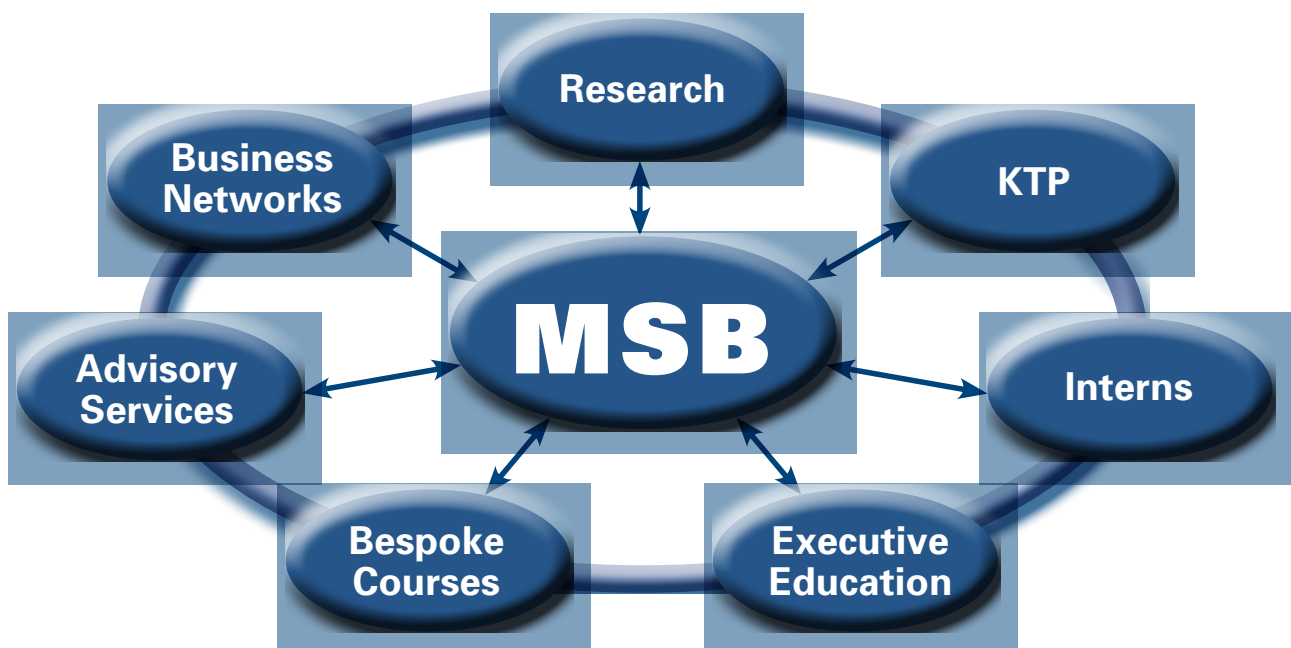 Research
Business
Networks
KTP
MSB
Advisory
Services
Interns
Bespoke
Courses
Executive
Education